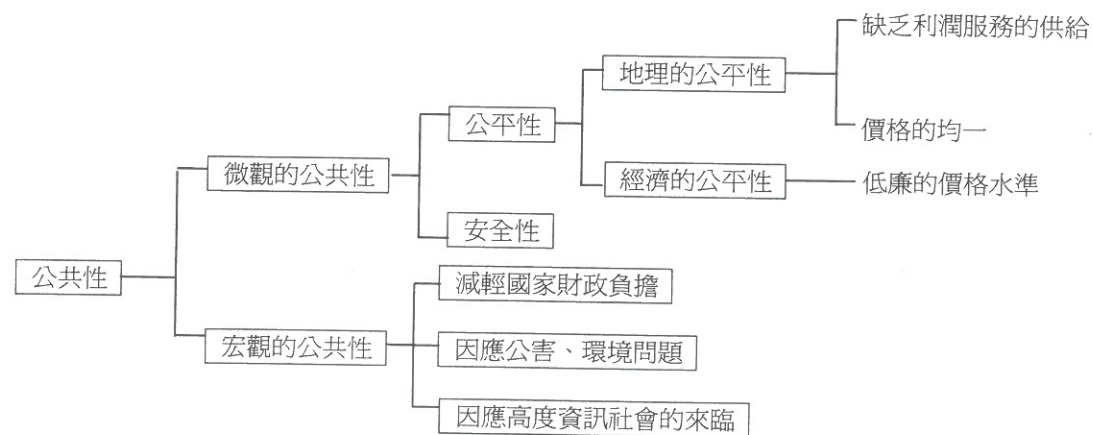 缺乏利潤服務的供給
地理的公平性
公平性
價格的均一
微觀的公共性
經濟的公平性
低廉的價格水準
安全性
公共性
減輕國家財政負擔
宏觀的公共性
因應公害、環境問題
因應高度資訊社會的來臨